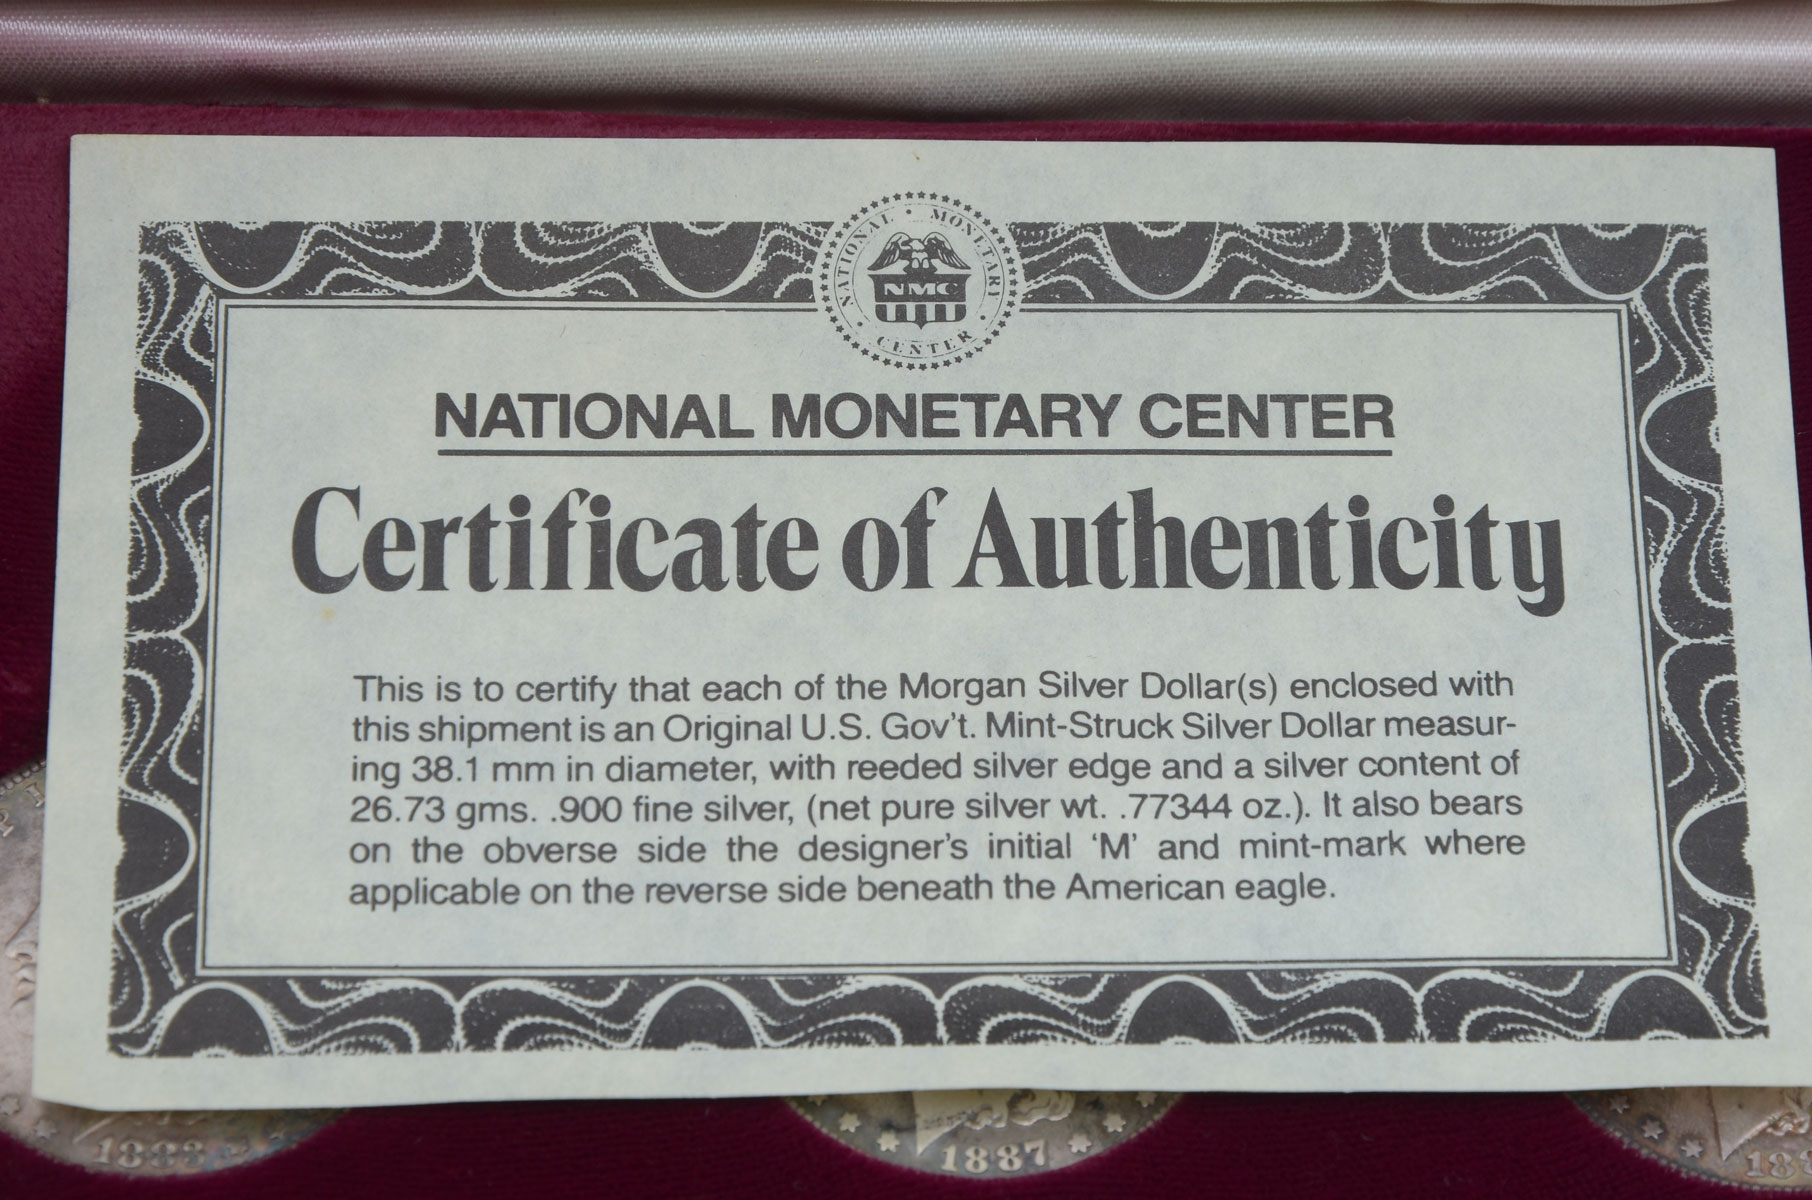 NATIONAL • MONETARY
NMC
• CENTER •
NATIONAL MONETARY CENTER
Certificate of Authenticity
This is to certify that each of the Morgan Silver Dollar(s) enclosed with
this shipment is an Original U.S. Gov't. Mint-Struck Silver Dollar measur-
ing 38.1 mm in diameter, with reeded silver edge and a silver content of
26.73 gms. .900 fine silver, (net pure silver wt. .77344 oz.). It also bears
on the obverse side the designer's initial 'M' and mint-mark where
applicable on the reverse side beneath the American eagle.
1883 1887